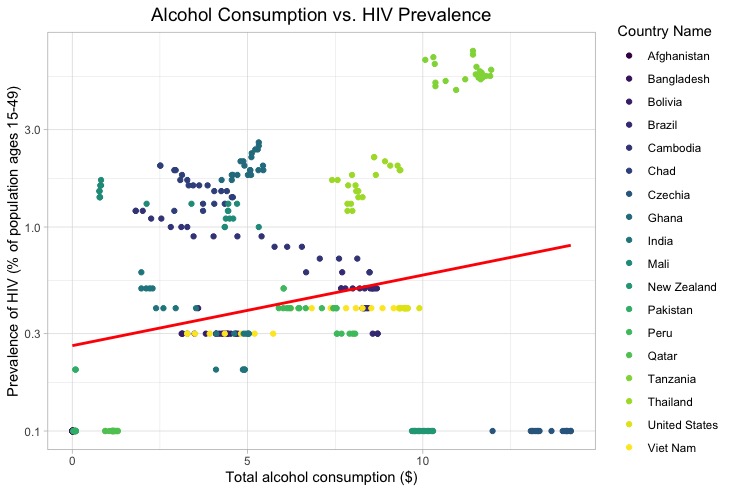 Alcohol Consumption vs. HIV Prevalence
Prevalence of HIV (% of population ages 15-49)
3.0
1.0
0.3
0.1
0
5
10
Total alcohol consumption ($)
Country Name
Afghanistan
Bangladesh
Bolivia
Brazil
Cambodia
Chad
Czechia
Ghana
India
Mali
New Zealand
Pakistan
Peru
Qatar
Tanzania
Thailand
United States
Viet Nam